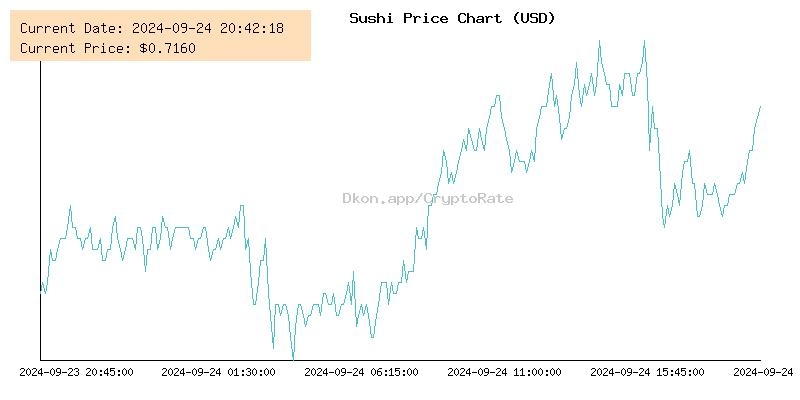 Sushi Price Chart (USD)
Current Date: 2024-09-24 20:42:18
Current Price: $0.7160
Dkon.app/CryptoRate
2024-09-23 20:45:00 2024-09-24 01:30:00 2024-09-24 06:15:00 2024-09-24 11:00:00 2024-09-24 15:45:00 2024-09-24